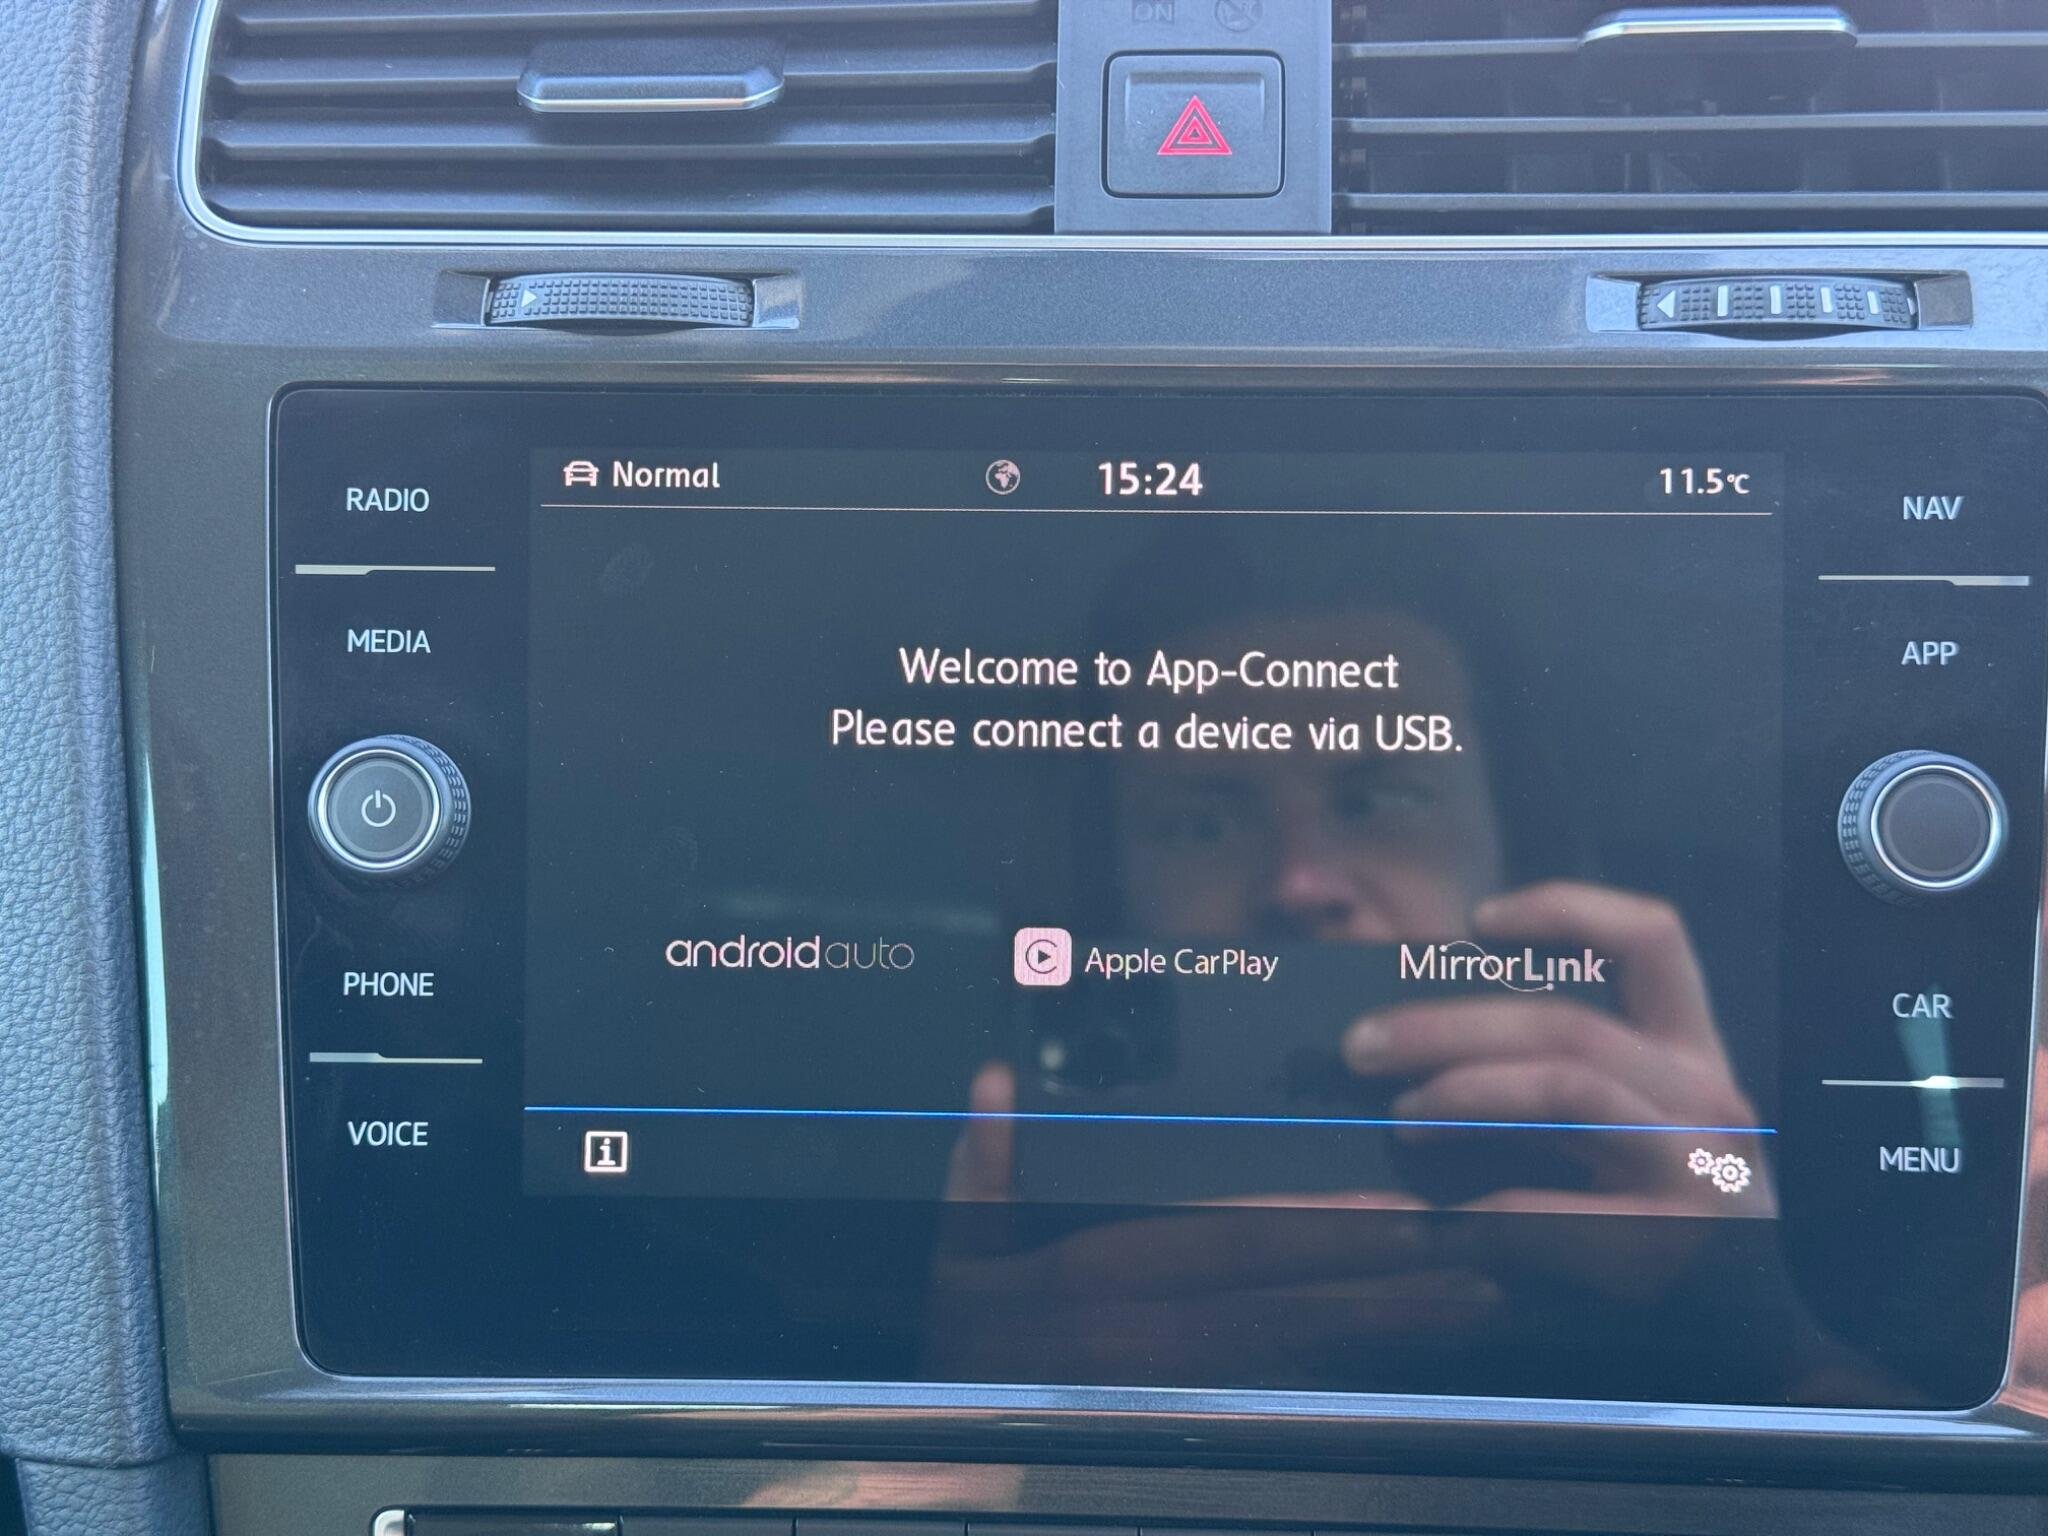 ON
RADIO
MEDIA
PHONE
VOICE
Normal
15:24
11.5°C
Welcome to App-Connect
Please connect a device via USB.
androidauto
Apple CarPlay
MirrorLink
i
NAV
APP
CAR
MENU